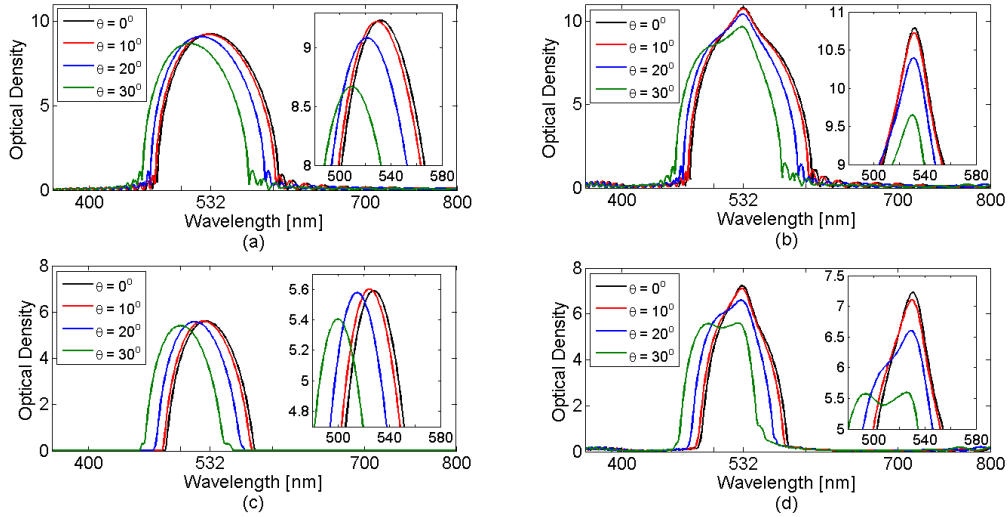 10
5
0
Optical Density
θ = 0⁰
θ = 10⁰
θ = 20⁰
θ = 30⁰
9
8.5
8
500 540 580
400 532 700 800
Wavelength [nm]
(a)
10
5
0
Optical Density
θ = 0⁰
θ = 10⁰
θ = 20⁰
θ = 30⁰
11
10.5
10
9.5
9
500 540 580
400 532 700 800
Wavelength [nm]
(b)
8
6
4
2
0
Optical Density
θ = 0⁰
θ = 10⁰
θ = 20⁰
θ = 30⁰
5.6
5.4
5.2
5
4.8
500 540 580
400 532 700 800
Wavelength [nm]
(c)
8
6
4
2
0
Optical Density
θ = 0⁰
θ = 10⁰
θ = 20⁰
θ = 30⁰
7.5
7
6.5
6
5.5
5
500 540 580
400 532 700 800
Wavelength [nm]
(d)